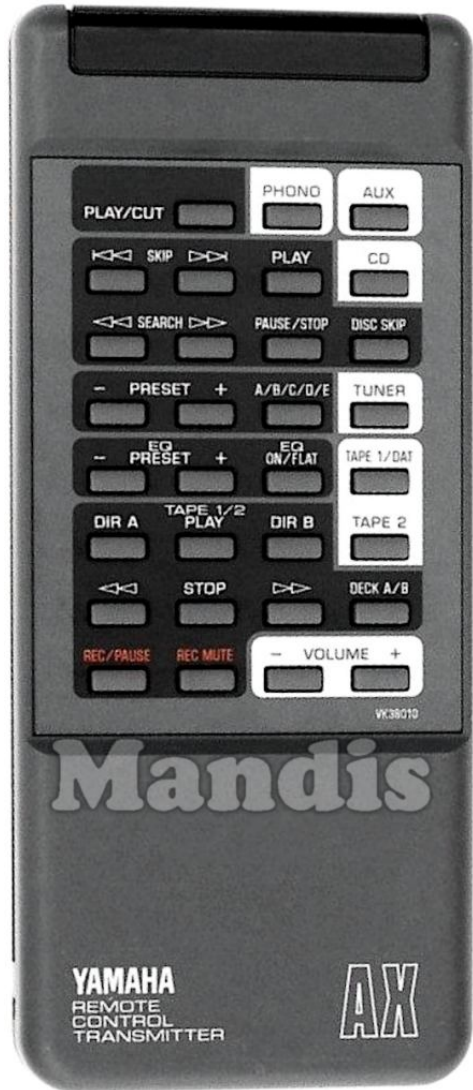 PHONO AUX
PLAY/CUT
SKIP PLAY CD
SEARCH PAUSE/STOP DISC SKIP
− PRESET + A/B/C/D/E TUNER
EQ EQ
− PRESET + ON/FLAT TAPE 1/DAT
TAPE 1/2
DIR A PLAY DIR B TAPE 2
STOP DECK A/B
REC/PAUSE REC MUTE − VOLUME +
VK38010
Mandis
YAMAHA
REMOTE
CONTROL
TRANSMITTER
AX